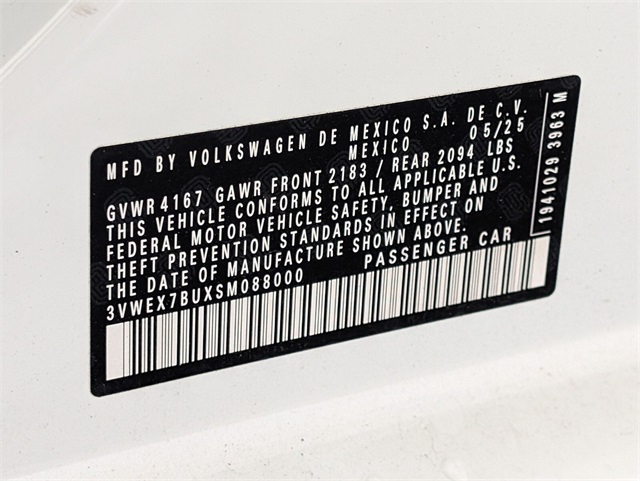 MFD BY VOLKSWAGEN DE MEXICO S.A. DE C.V.
MEXICO 05/25
GVWR 4167 GAWR FRONT 2183 / REAR 2094 LBS
THIS VEHICLE CONFORMS TO ALL APPLICABLE U.S.
FEDERAL MOTOR VEHICLE SAFETY, BUMPER AND
THEFT PREVENTION STANDARDS IN EFFECT ON
THE DATE OF MANUFACTURE SHOWN ABOVE.
3VWEX7BUXSM088000 PASSENGER CAR
1941029 3963 M